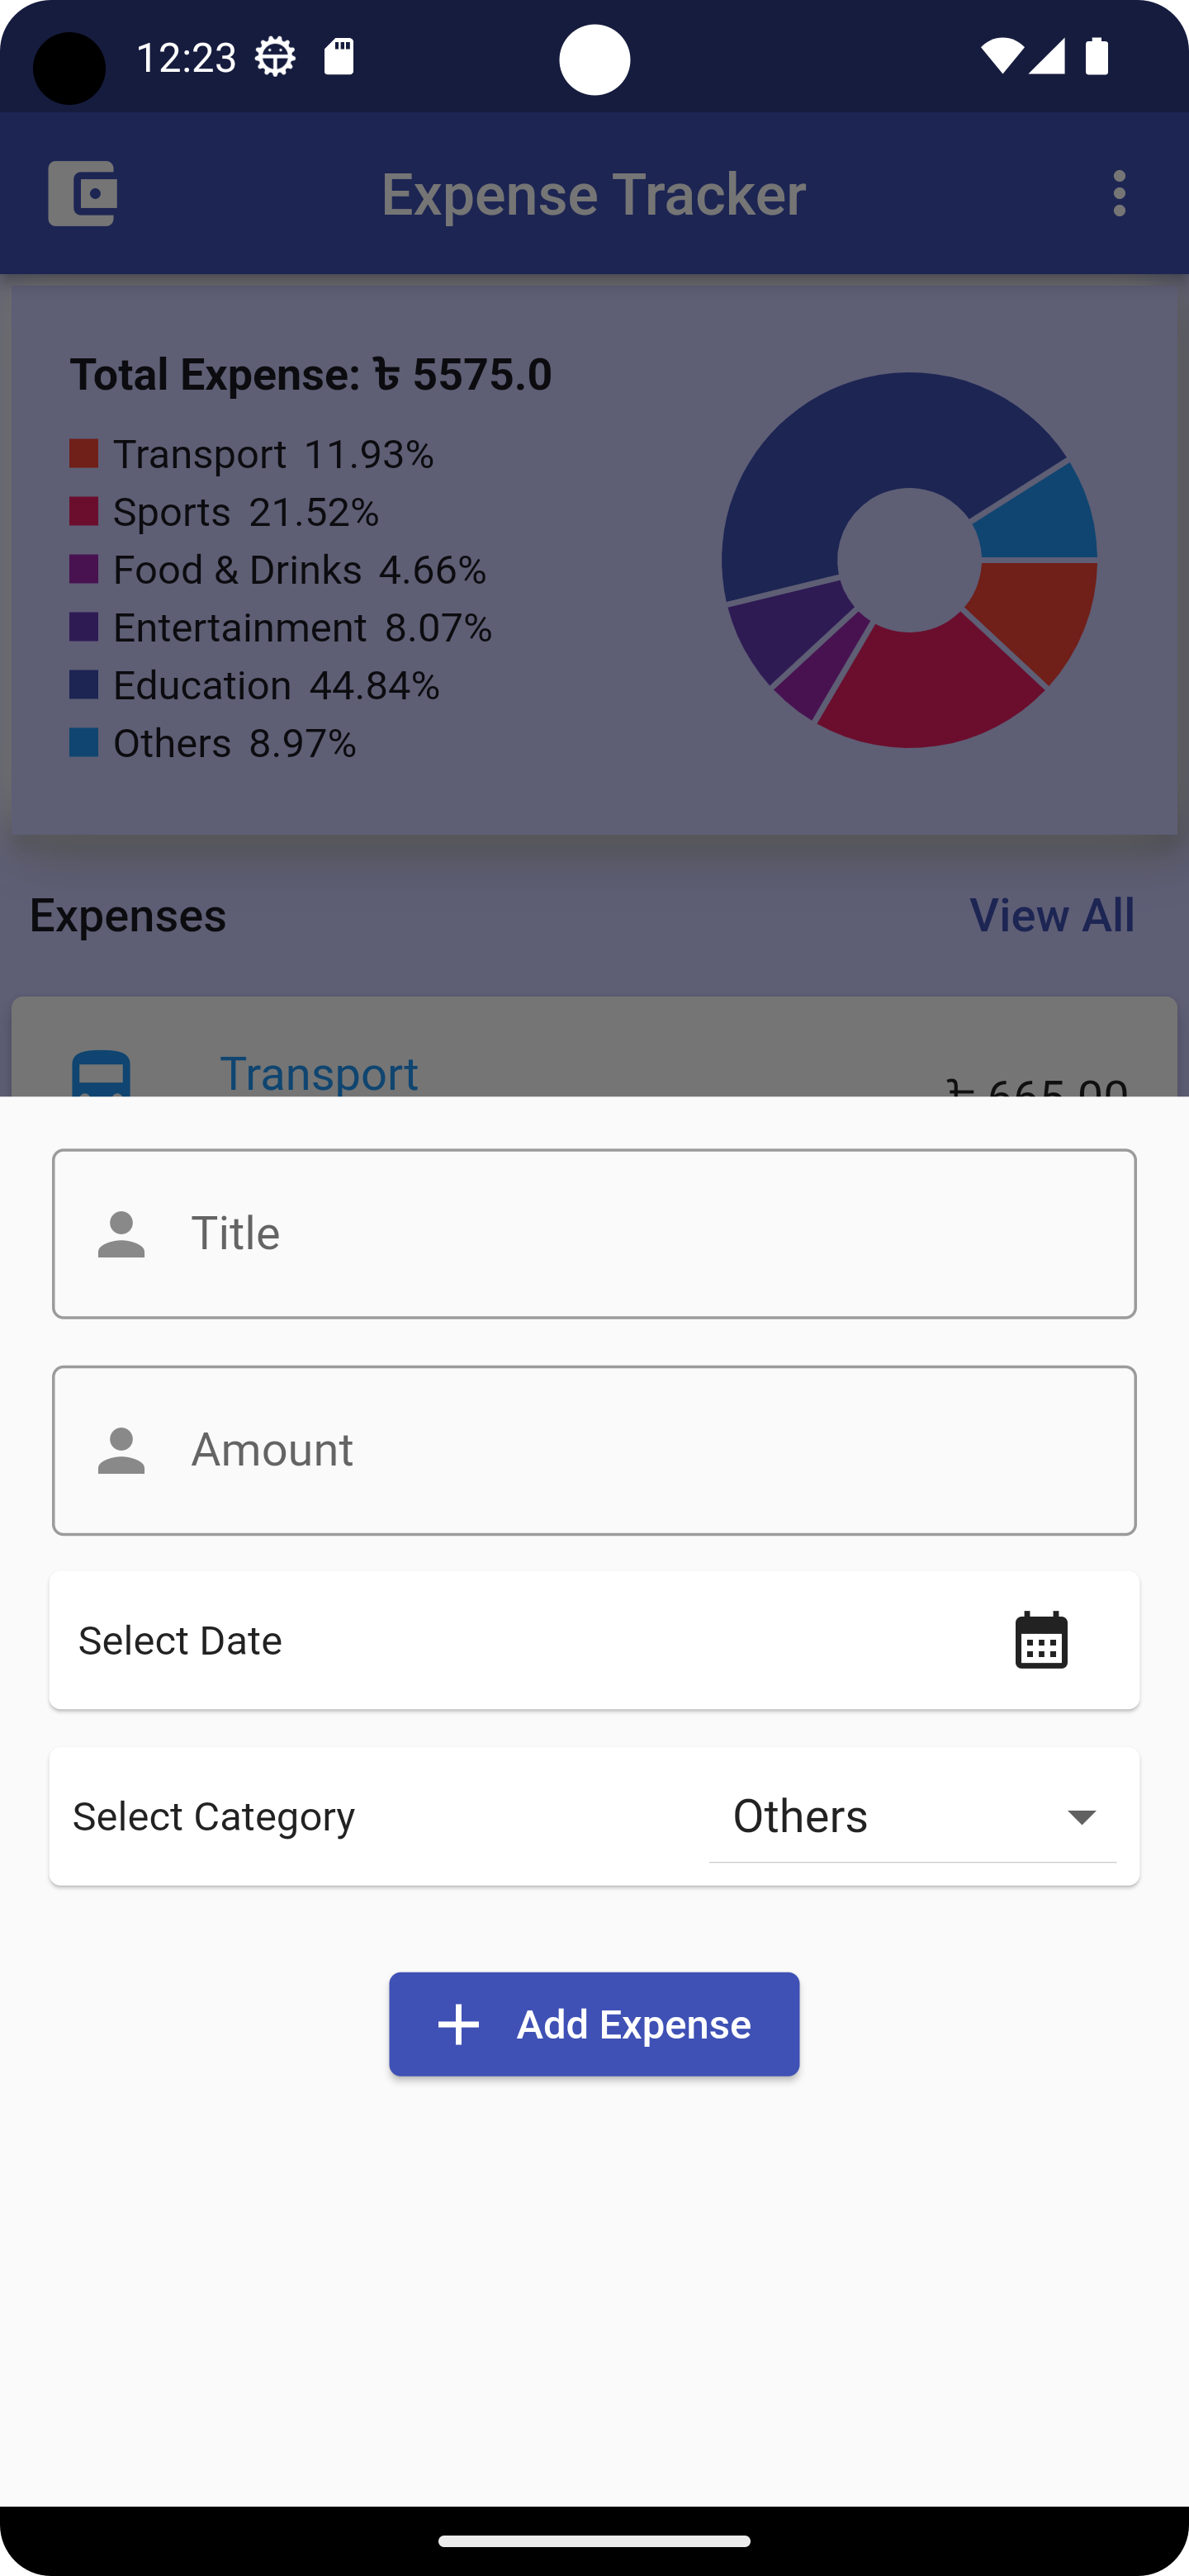 12:23
Expense Tracker
Total Expense: ৳ 5575.0
Transport 11.93%
Sports 21.52%
Food & Drinks 4.66%
Entertainment 8.07%
Education 44.84%
Others 8.97%
Expenses View All
Transport
৳ 665.00
Title
Amount
Select Date
Select Category Others
Add Expense